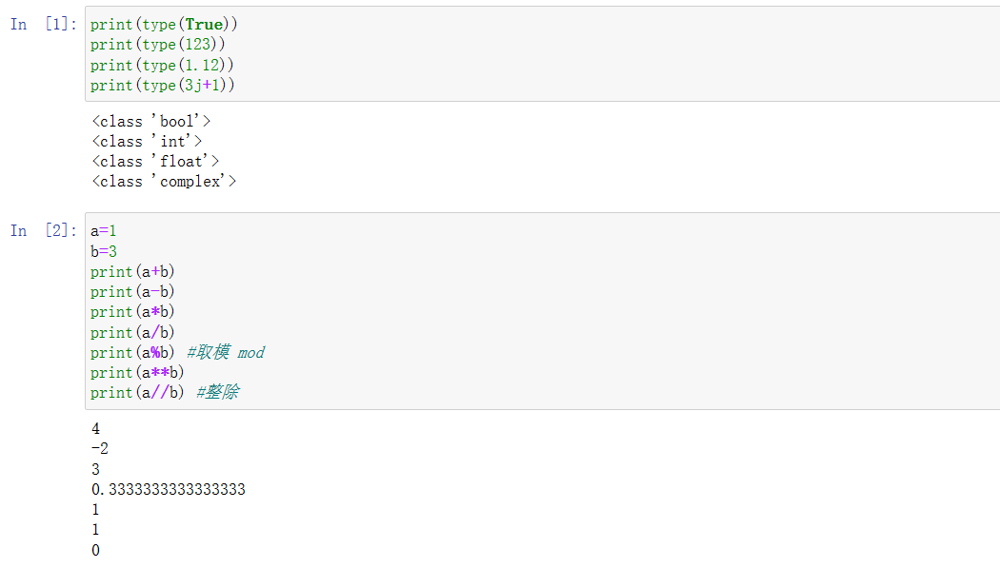 In [1]: print(type(True))
print(type(123))
print(type(1.12))
print(type(3j+1))
<class 'bool'>
<class 'int'>
<class 'float'>
<class 'complex'>
In [2]: a=1
b=3
print(a+b)
print(a-b)
print(a*b)
print(a/b)
print(a%b) #取模 mod
print(a**b)
print(a//b) #整除
4
-2
3
0.3333333333333333
1
1
0